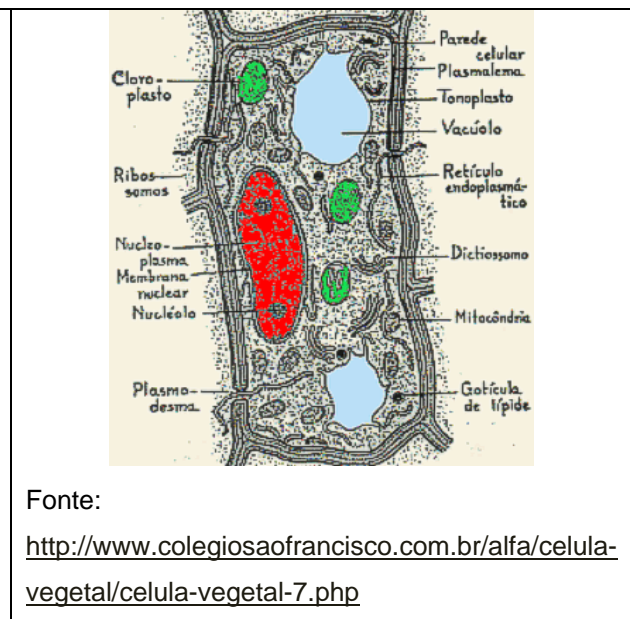 Cloro-
plasto
Ribos-
somos
Nucleo-
plasma
Membrana
nuclear
Nucléolo
Plasmo-
desma
Parede
celular
Plasmalema
Tonoplasto
Vacúolo
Retículo
endoplasmá-
tico
Dictiossomo
Mitocôndria
Gotícula
de lípide
Fonte:
http://www.colegiosaofrancisco.com.br/alfa/celula-
vegetal/celula-vegetal-7.php